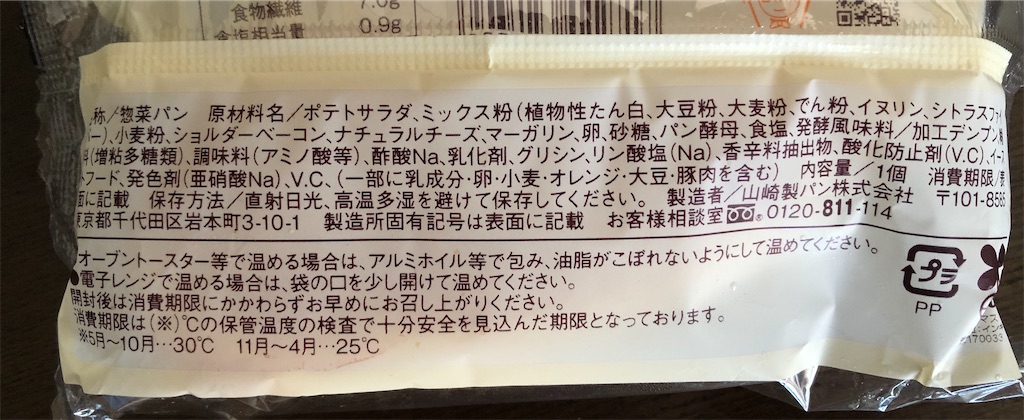 食物繊維 7.0g
食塩相当量 0.9g
称／惣菜パン 原材料名／ポテトサラダ、ミックス粉（植物性たん白、大豆粉、大麦粉、でん粉、イヌリン、シトラスファイ
ー）、小麦粉、ショルダーベーコン、ナチュラルチーズ、マーガリン、卵、砂糖、パン酵母、食塩、発酵風味料／加工デンプン、
料（増粘多糖類）、調味料（アミノ酸等）、酢酸Na、乳化剤、グリシン、リン酸塩（Na）、香辛料抽出物、酸化防止剤（V.C）、イー
フード、発色剤（亜硝酸Na）、V.C、（一部に乳成分・卵・小麦・オレンジ・大豆・豚肉を含む） 内容量／1個 消費期限／表
面に記載 保存方法／直射日光、高温多湿を避けて保存してください。 製造者／山崎製パン株式会社 〒101-8585
東京都千代田区岩本町3-10-1 製造所固有記号は表面に記載 お客様相談室 0120-811-114
オーブントースター等で温める場合は、アルミホイル等で包み、油脂がこぼれないようにして温めてください。
●電子レンジで温める場合は、袋の口を少し開けて温めてください。
開封後は消費期限にかかわらずお早めにお召し上がりください。
消費期限は（※）℃の保管温度の検査で十分安全を見込んだ期限となっております。
※5月〜10月…30℃ 11月〜4月…25℃
プラ
PP
170033